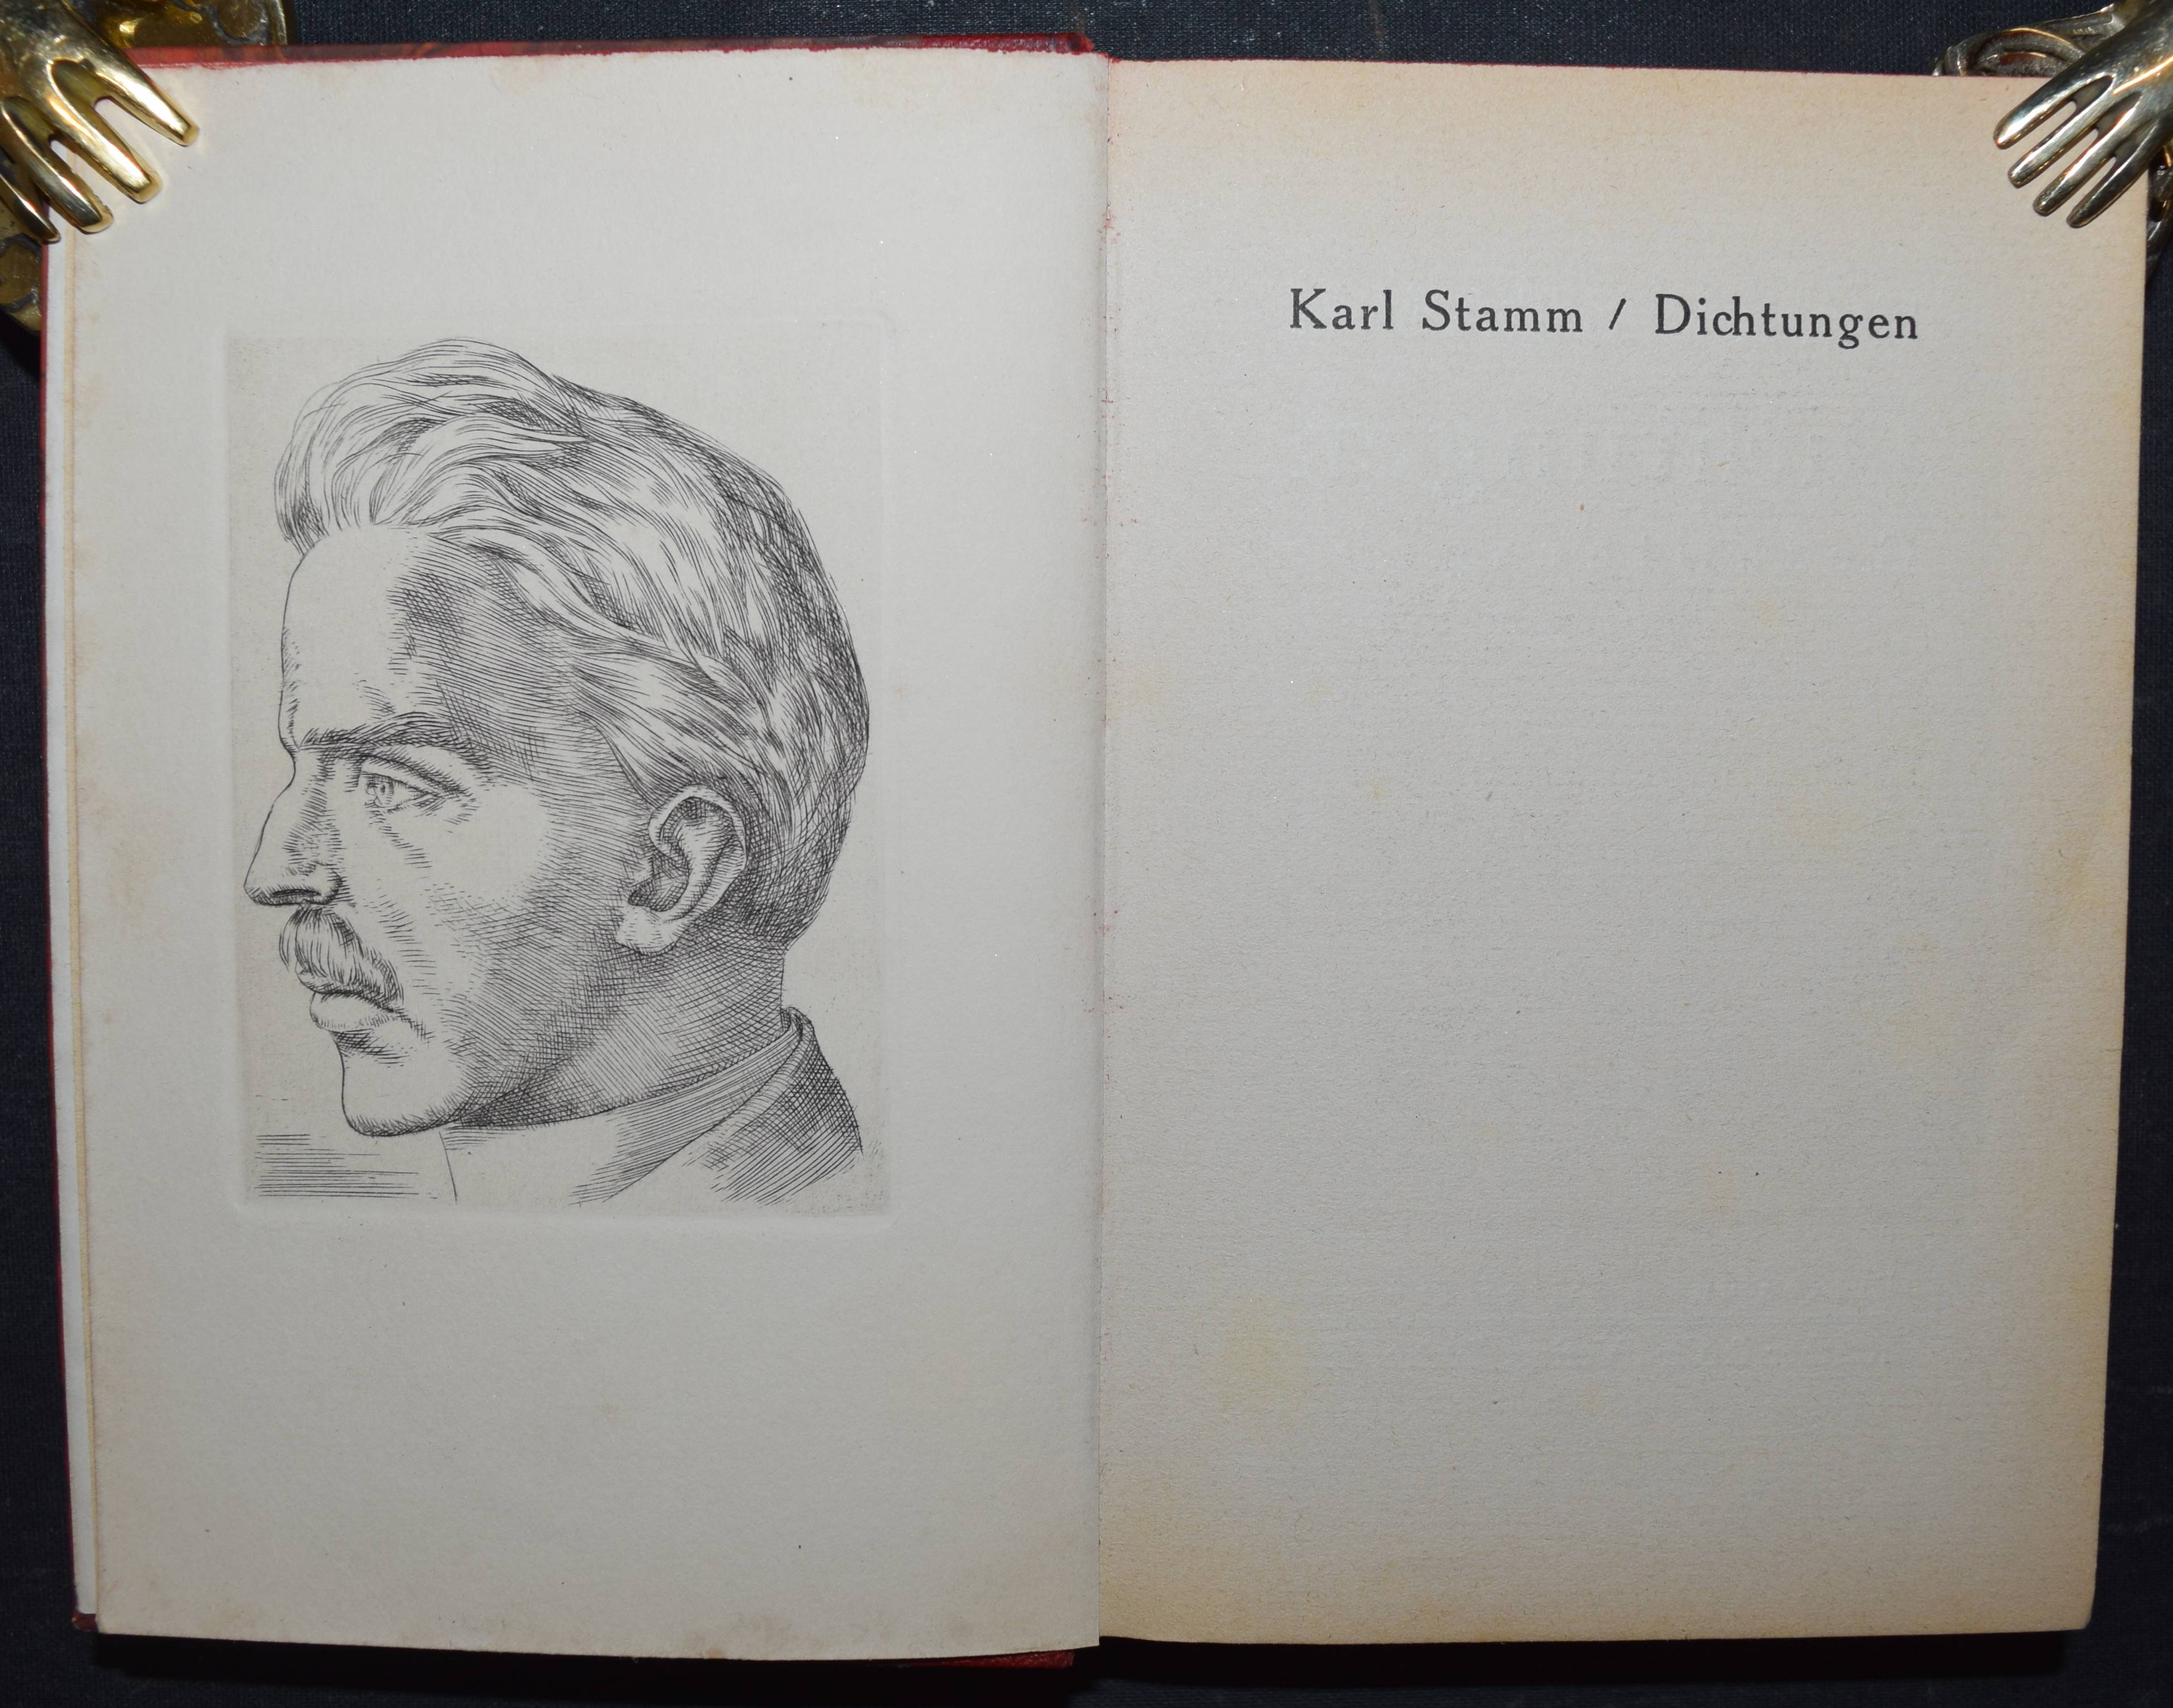 Karl Stamm / Dichtungen